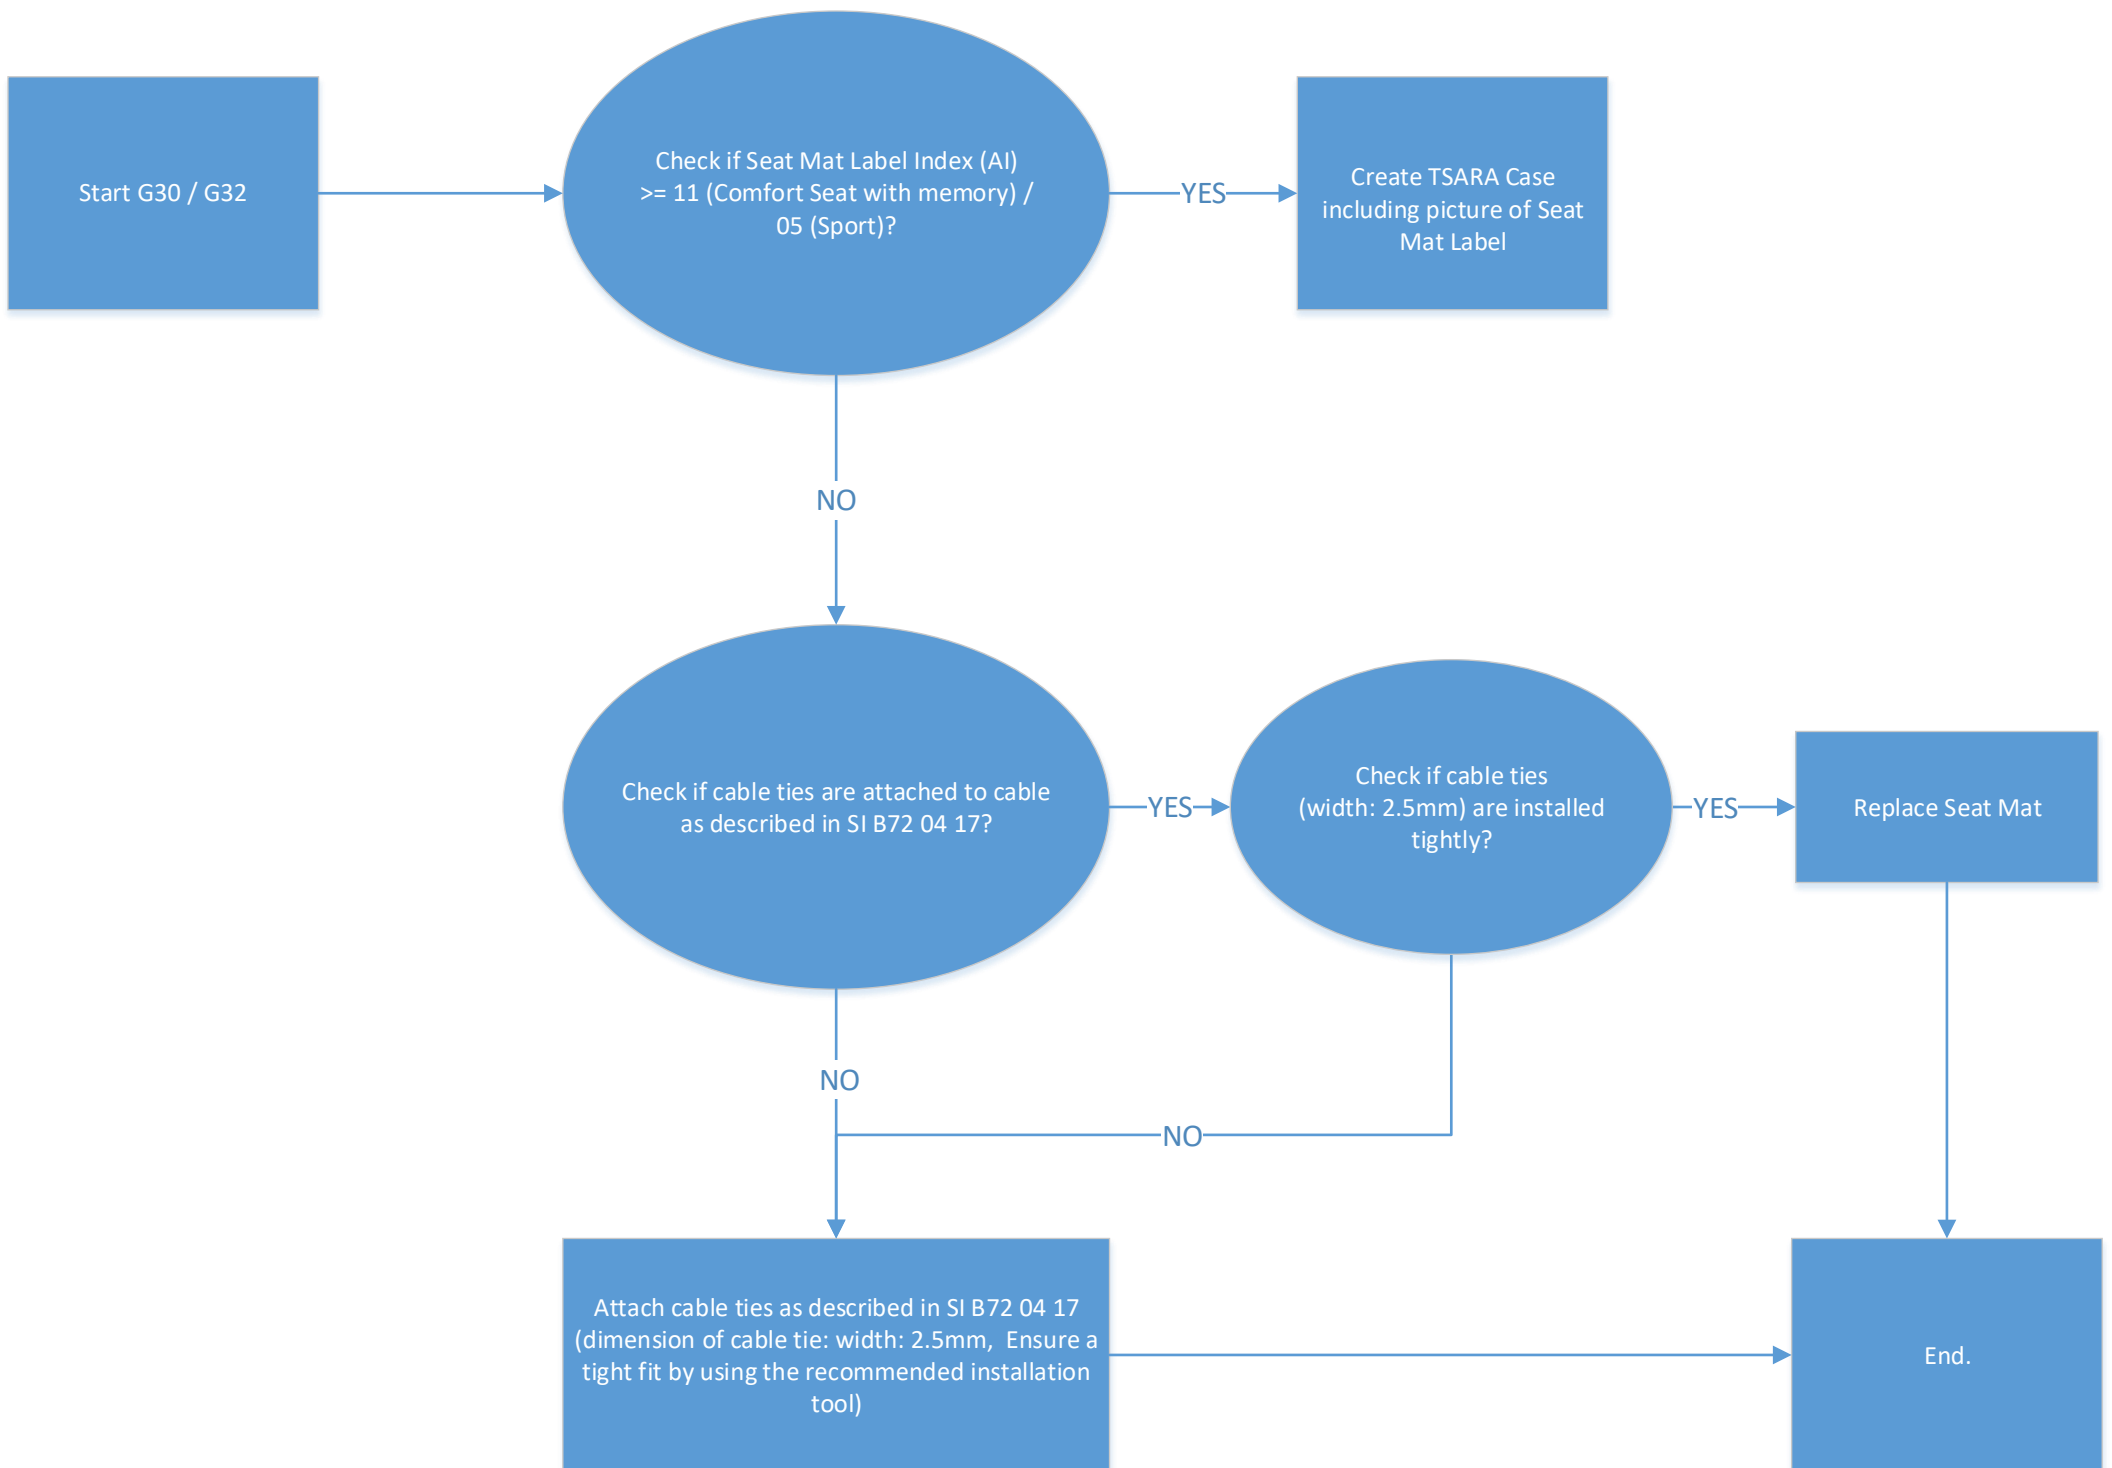 Start G30 / G32
Check if Seat Mat Label Index (AI)
>= 11 (Comfort Seat with memory) /
05 (Sport)?
YES
Create TSARA Case
including picture of Seat
Mat Label
NO
Check if cable ties are attached to cable
as described in SI B72 04 17?
YES
Check if cable ties
(width: 2.5mm) are installed
tightly?
YES
Replace Seat Mat
NO
NO
Attach cable ties as described in SI B72 04 17
(dimension of cable tie: width: 2.5mm,  Ensure a
tight fit by using the recommended installation
tool)
End.